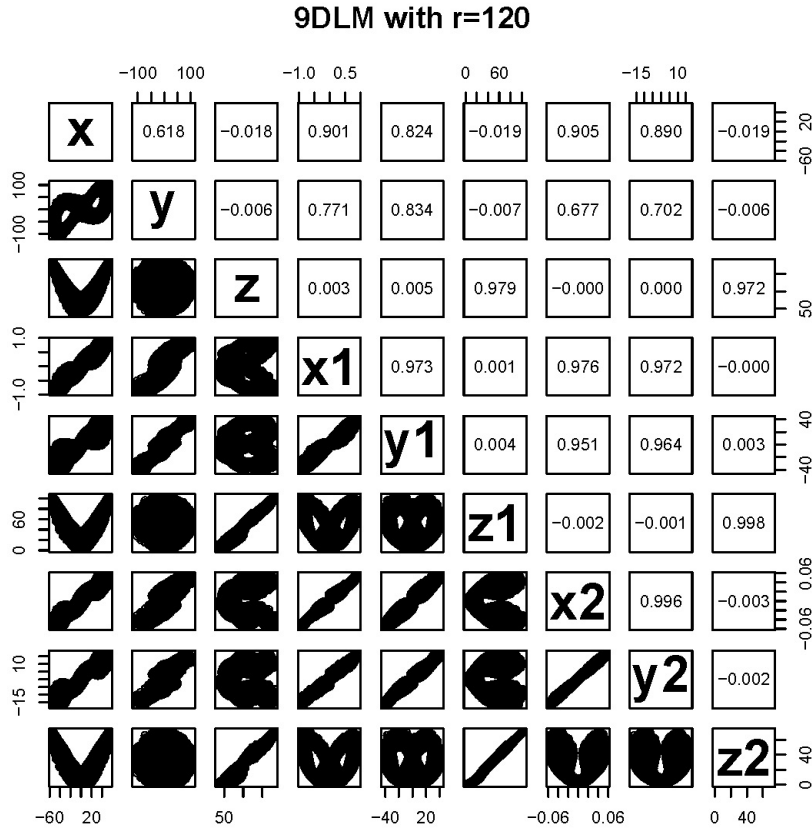 9DLM with r=120
−100 100 −1.0 0.5 0 60 −15 10
x 0.618 −0.018 0.901 0.824 −0.019 0.905 0.890 −0.019 −60 20
−100 100 y −0.006 0.771 0.834 −0.007 0.677 0.702 −0.006
z 0.003 0.005 0.979 −0.000 0.000 0.972 50
−1.0 1.0 x1 0.973 0.001 0.976 0.972 −0.000
y1 0.004 0.951 0.964 0.003 −40 40
0 60 z1 −0.002 −0.001 0.998
x2 0.996 −0.003 −0.06 0.06
−15 10 y2 −0.002
z2 0 40
−60 20 50 −40 20 −0.06 0.06 0 40